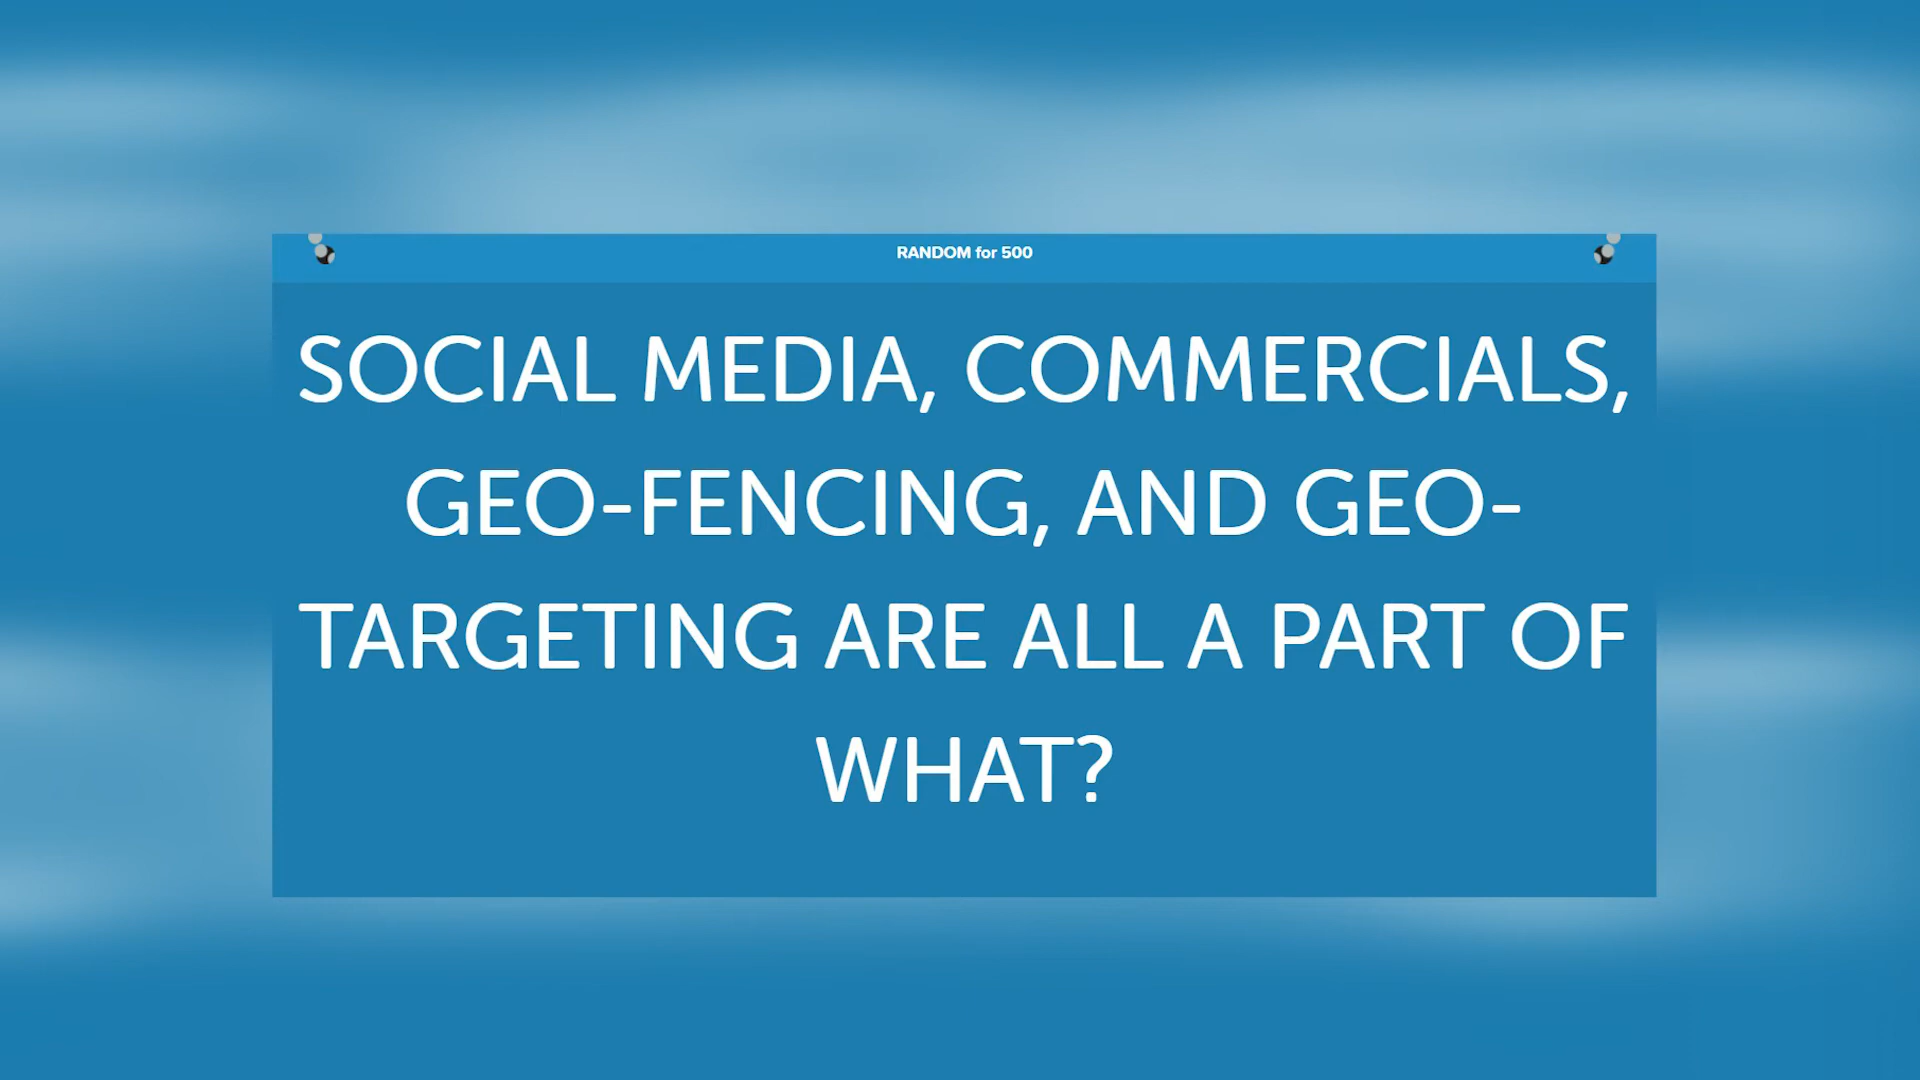 RANDOM for 500
SOCIAL MEDIA, COMMERCIALS,
GEO-FENCING, AND GEO-
TARGETING ARE ALL A PART OF
WHAT?